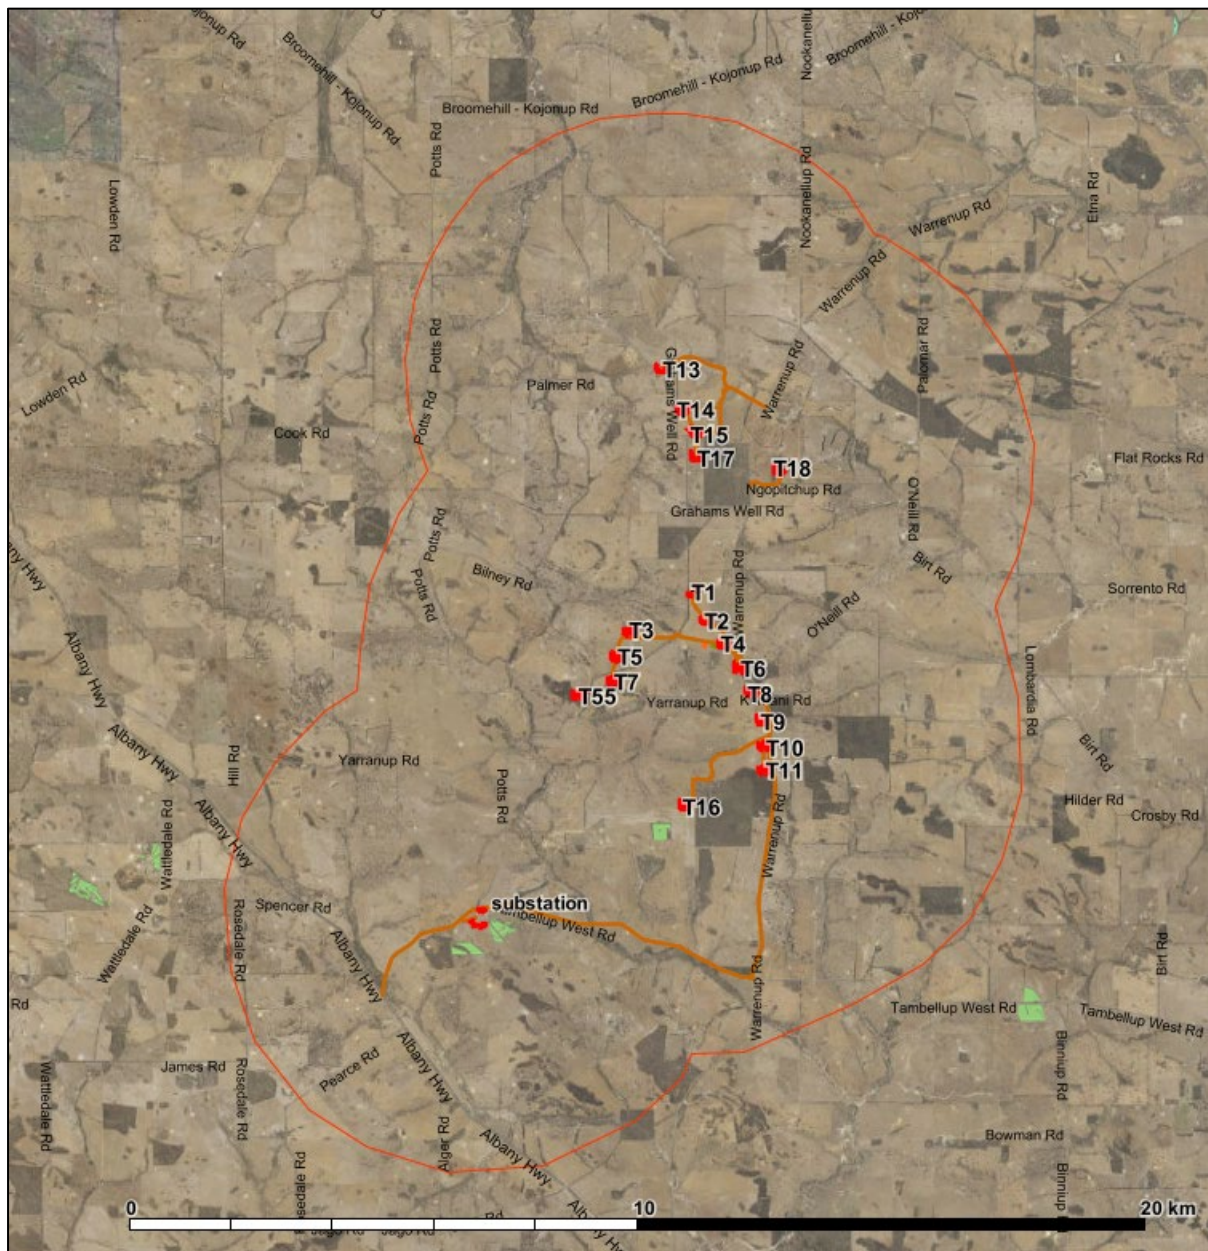 ojonup Rd
Broomehill - Kojonup Rd
Broomehill - Kojonup Rd
Broomehill - Kojonup Rd
Broomehill - Kojonup
Nookanellu
Potts Rd
Lowden Rd
Nookanellup Rd
Etna Rd
Warrenup Rd
Warrenup Rd
Potts Rd
Palomar Rd
Warrenup Rd
T13
Grahams Well Rd
Palmer Rd
Lowden Rd
T14
Potts Rd
Cook Rd
T15
T17
T18
Flat Rocks Rd
Ngopitchup Rd
Grahams Well Rd
O'Neill Rd
Potts Rd
any Hwy
Birt Rd
Bilney Rd
Potts Rd
Sorrento Rd
T1
Warrenup Rd
O'Neill Rd
T2
T3
T4
T5
T6
Albany Hwy
T7
T55
T8
Yarranup Rd
Lombardia Rd
T9
Albany Hwy
T10
Birt Rd
Hill Rd
Yarranup Rd
T11
Potts Rd
T16
Hilder Rd
Crosby Rd
Wattledale Rd
Albany Hwy
Warrenup Rd
substation
Spencer Rd
Tambellup West Rd
Wattledale Rd
Rosedale Rd
Albany Hwy
Birt Rd
Warrenup Rd
Rd
Tambellup West Rd
Tambellup West Rd
James Rd
Pearce Rd
Albany Hwy
Wattledale Rd
Rosedale Rd
Binniup Rd
Alger Rd
Albany Hwy
Bowman Rd
sedale Rd
Binniup
0
10
20 km
Jago Rd